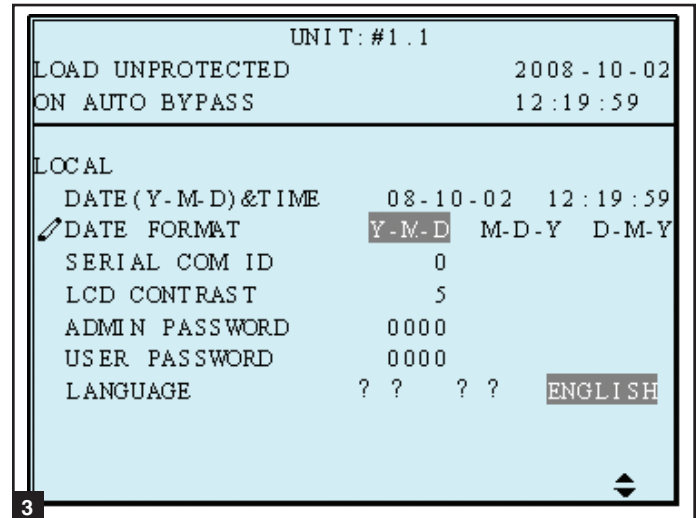 UNIT:#1.1
LOAD UNPROTECTED 2008-10-02
ON AUTO BYPASS 12:19:59
LOCAL
DATE(Y-M-D)&TIME 08-10-02 12:19:59
DATE FORMAT Y-M-D M-D-Y D-M-Y
SERIAL COM ID 0
LCD CONTRAST 5
ADMIN PASSWORD 0000
USER PASSWORD 0000
LANGUAGE ? ? ? ? ENGLISH
3